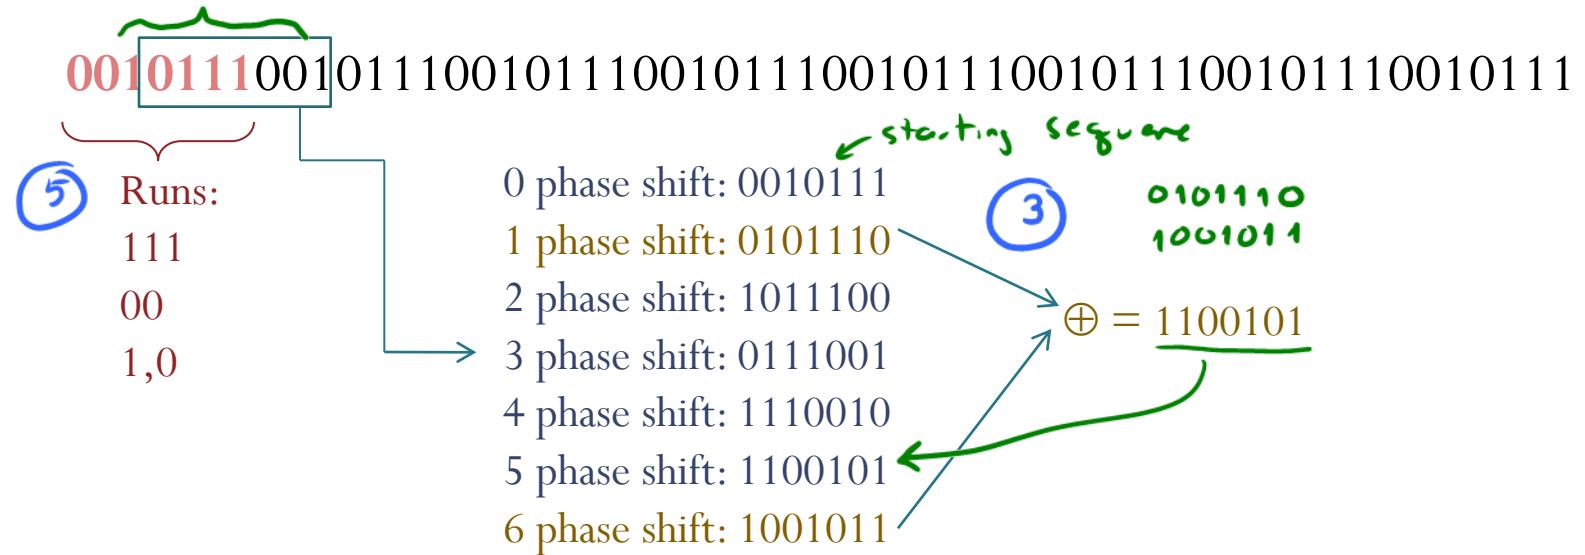 00101110010111001011100101110010111001011100101110010111
starting sequence
5
Runs:
111
00
1,0
0 phase shift: 0010111
1 phase shift: 0101110
2 phase shift: 1011100
3 phase shift: 0111001
4 phase shift: 1110010
5 phase shift: 1100101
6 phase shift: 1001011
3
0101110
1001011
⊕ = 1100101